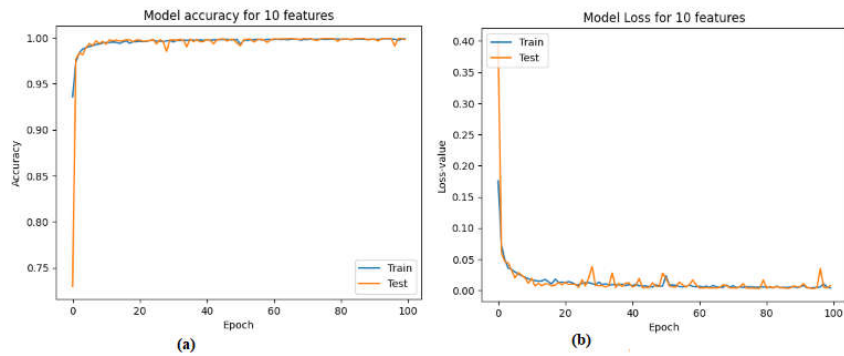 Model accuracy for 10 features
1.00
0.95
0.90
0.85
0.80
0.75
Accuracy
Train
Test
0
20
40
60
80
100
Epoch
(a)
Model Loss for 10 features
Train
Test
0.40
0.35
0.30
0.25
0.20
0.15
0.10
0.05
0.00
Loss-value
0
20
40
60
80
100
Epoch
(b)